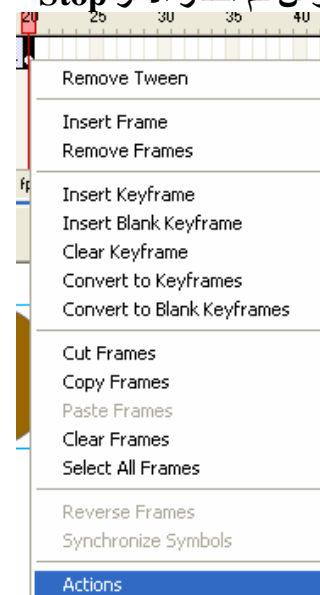 ثم Stop
20 25 30 35 40
Remove Tween
Insert Frame
Remove Frames
Insert Keyframe
Insert Blank Keyframe
Clear Keyframe
Convert to Keyframes
Convert to Blank Keyframes
Cut Frames
Copy Frames
Paste Frames
Clear Frames
Select All Frames
Reverse Frames
Synchronize Symbols
Actions